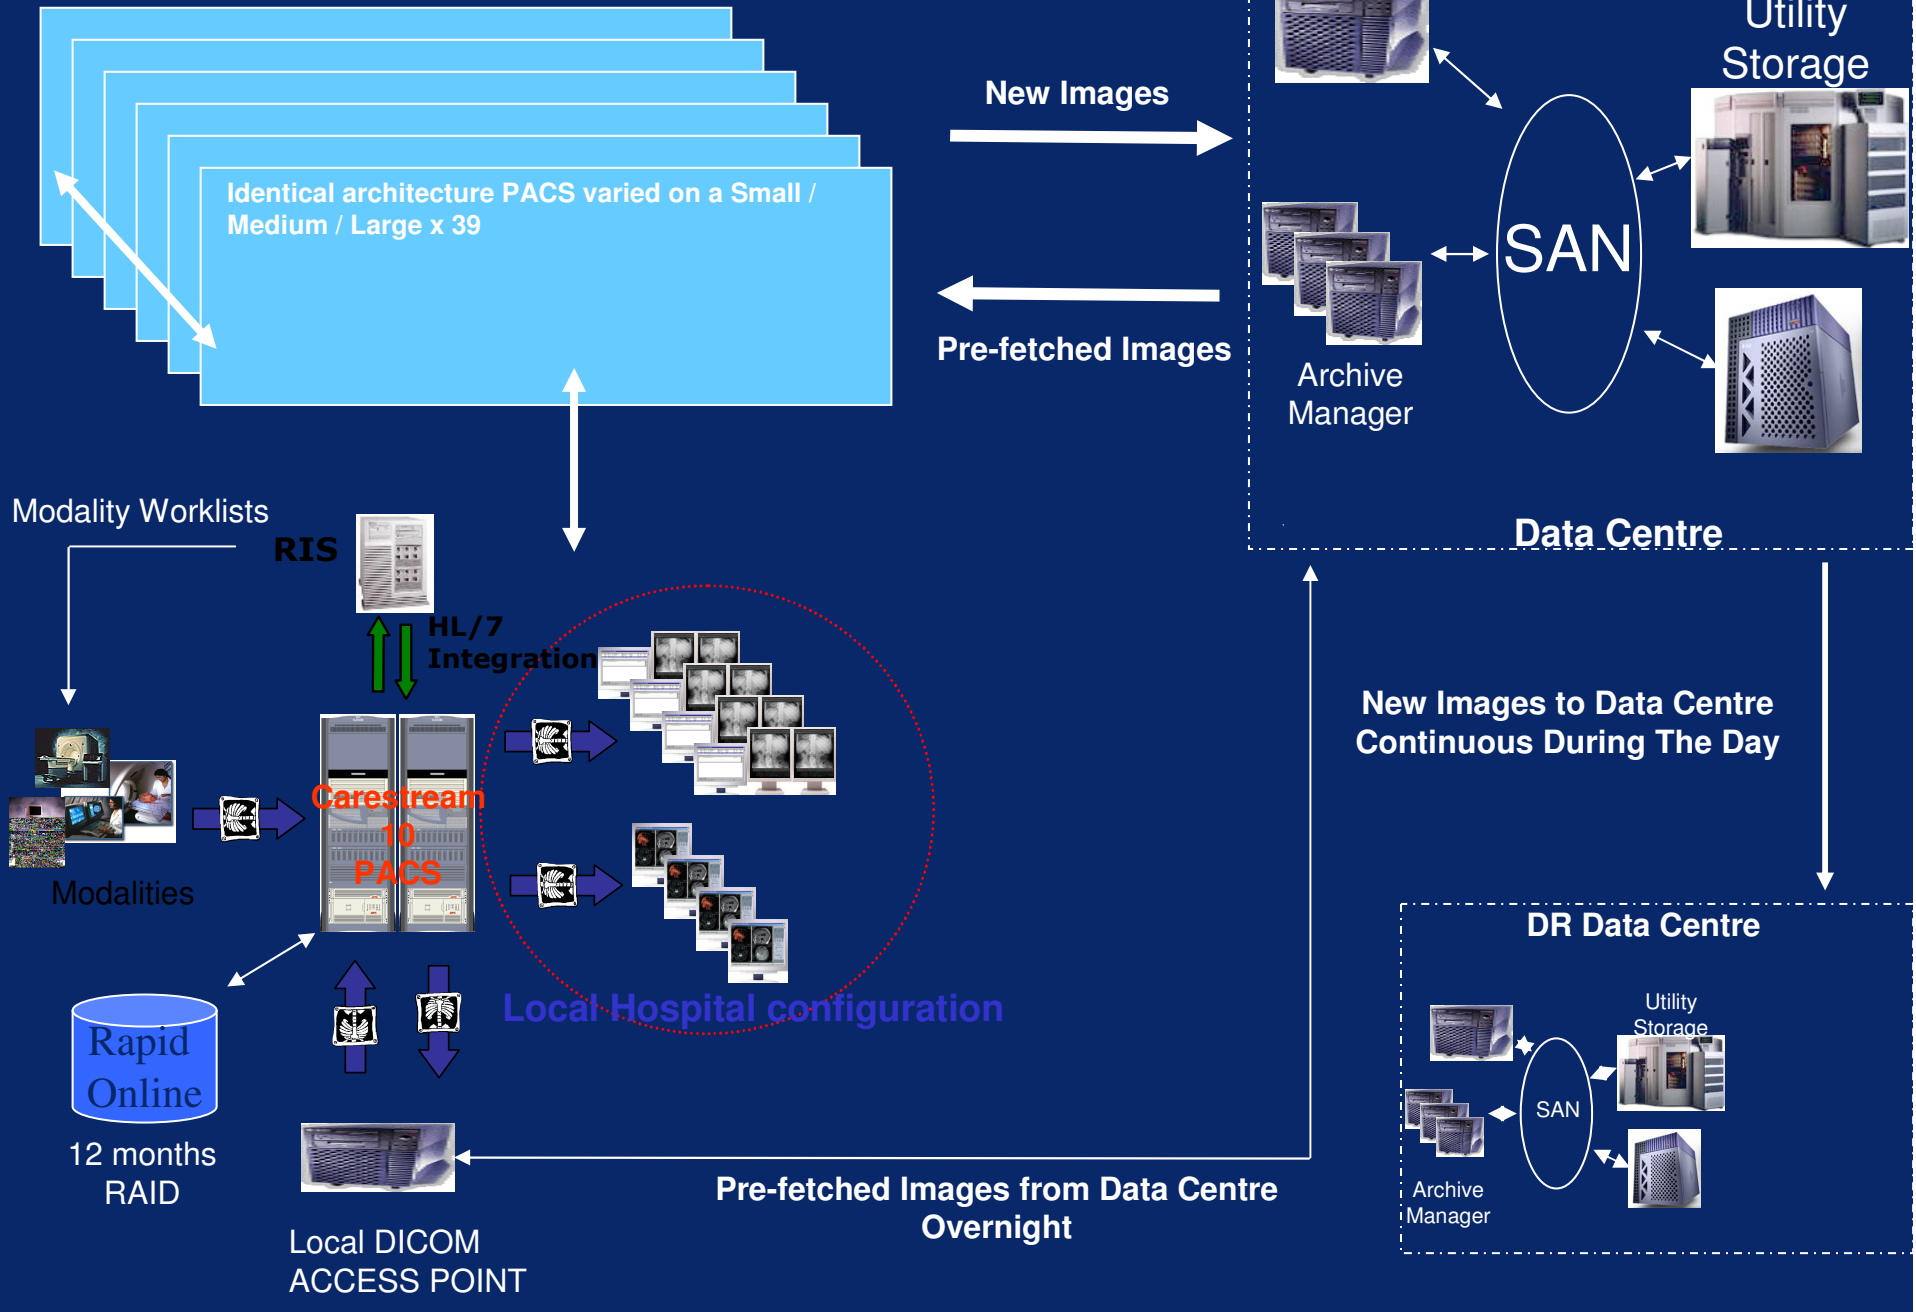 Utility
Storage
New Images
Identical architecture PACS varied on a Small /
Medium / Large x 39
SAN
Pre-fetched Images
Archive
Manager
Data Centre
Modality Worklists
RIS
HL/7
Integration
New Images to Data Centre
Continuous During The Day
Carestream
10
PACS
Modalities
DR Data Centre
Local Hospital configuration
Rapid
Online
12 months
RAID
Utility
Storage
SAN
Archive
Manager
Pre-fetched Images from Data Centre
Overnight
Local DICOM
ACCESS POINT